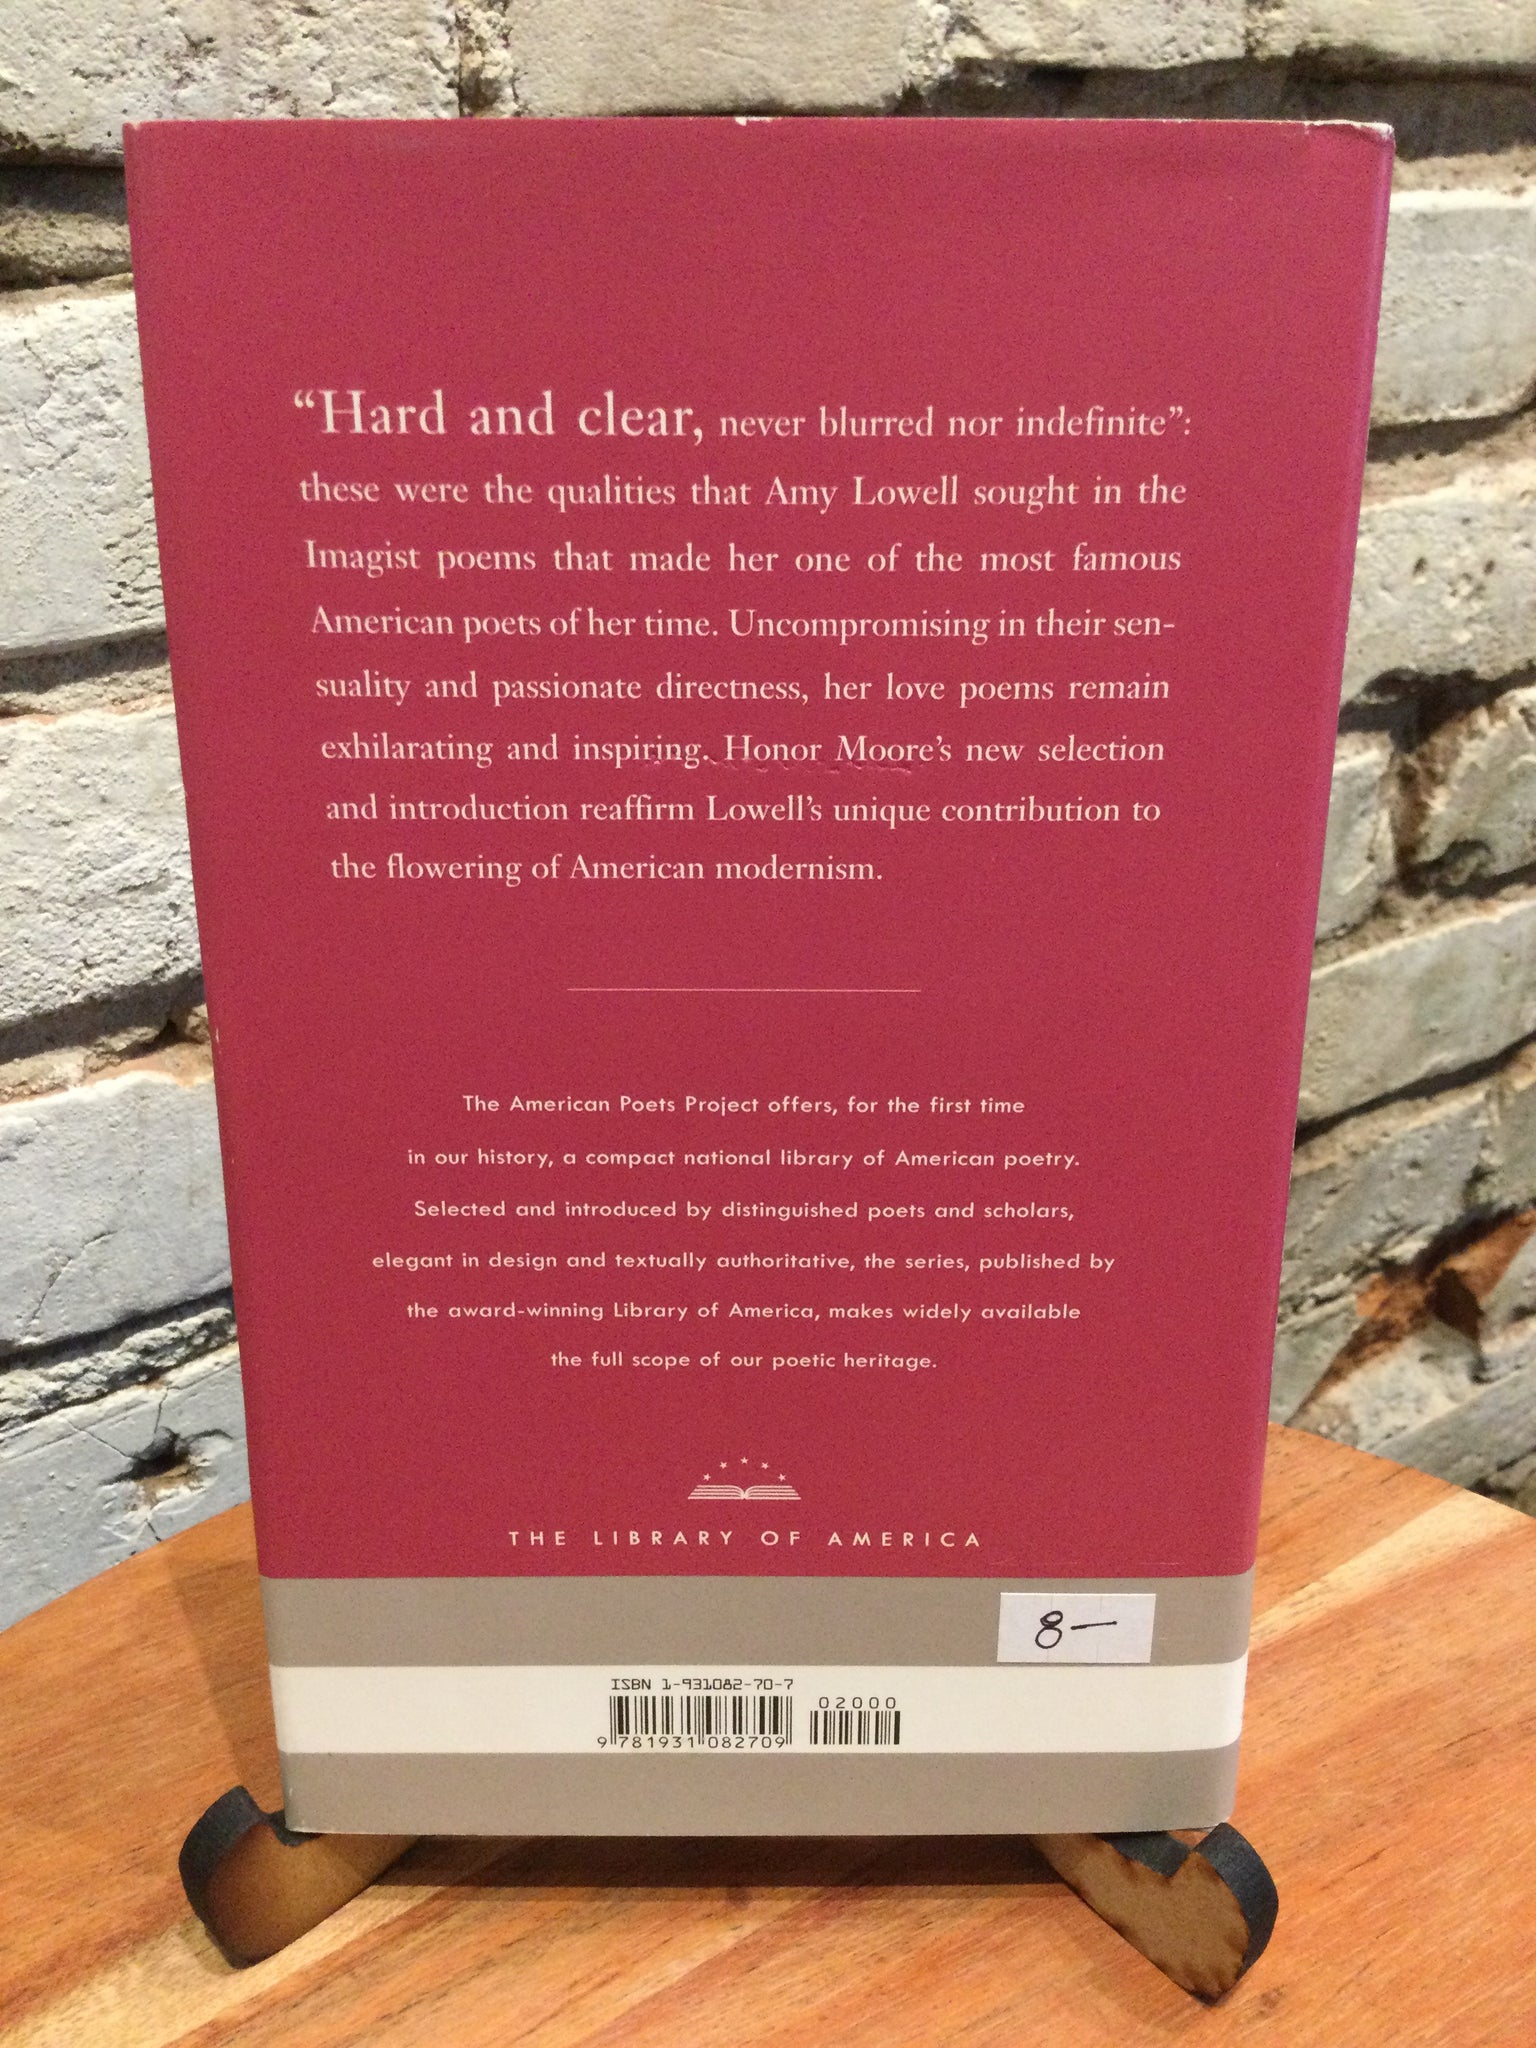 “Hard and clear, never blurred nor indefinite”:
these were the qualities that Amy Lowell sought in the
Imagist poems that made her one of the most famous
American poets of her time. Uncompromising in their sen-
suality and passionate directness, her love poems remain
exhilarating and inspiring. Honor Moore’s new selection
and introduction reaffirm Lowell’s unique contribution to
the flowering of American modernism.
The American Poets Project offers, for the first time
in our history, a compact national library of American poetry.
Selected and introduced by distinguished poets and scholars,
elegant in design and textually authoritative, the series, published by
the award-winning Library of America, makes widely available
the full scope of our poetic heritage.
THE LIBRARY OF AMERICA
8—
ISBN 1-931082-70-7
02000
9 781931 082709